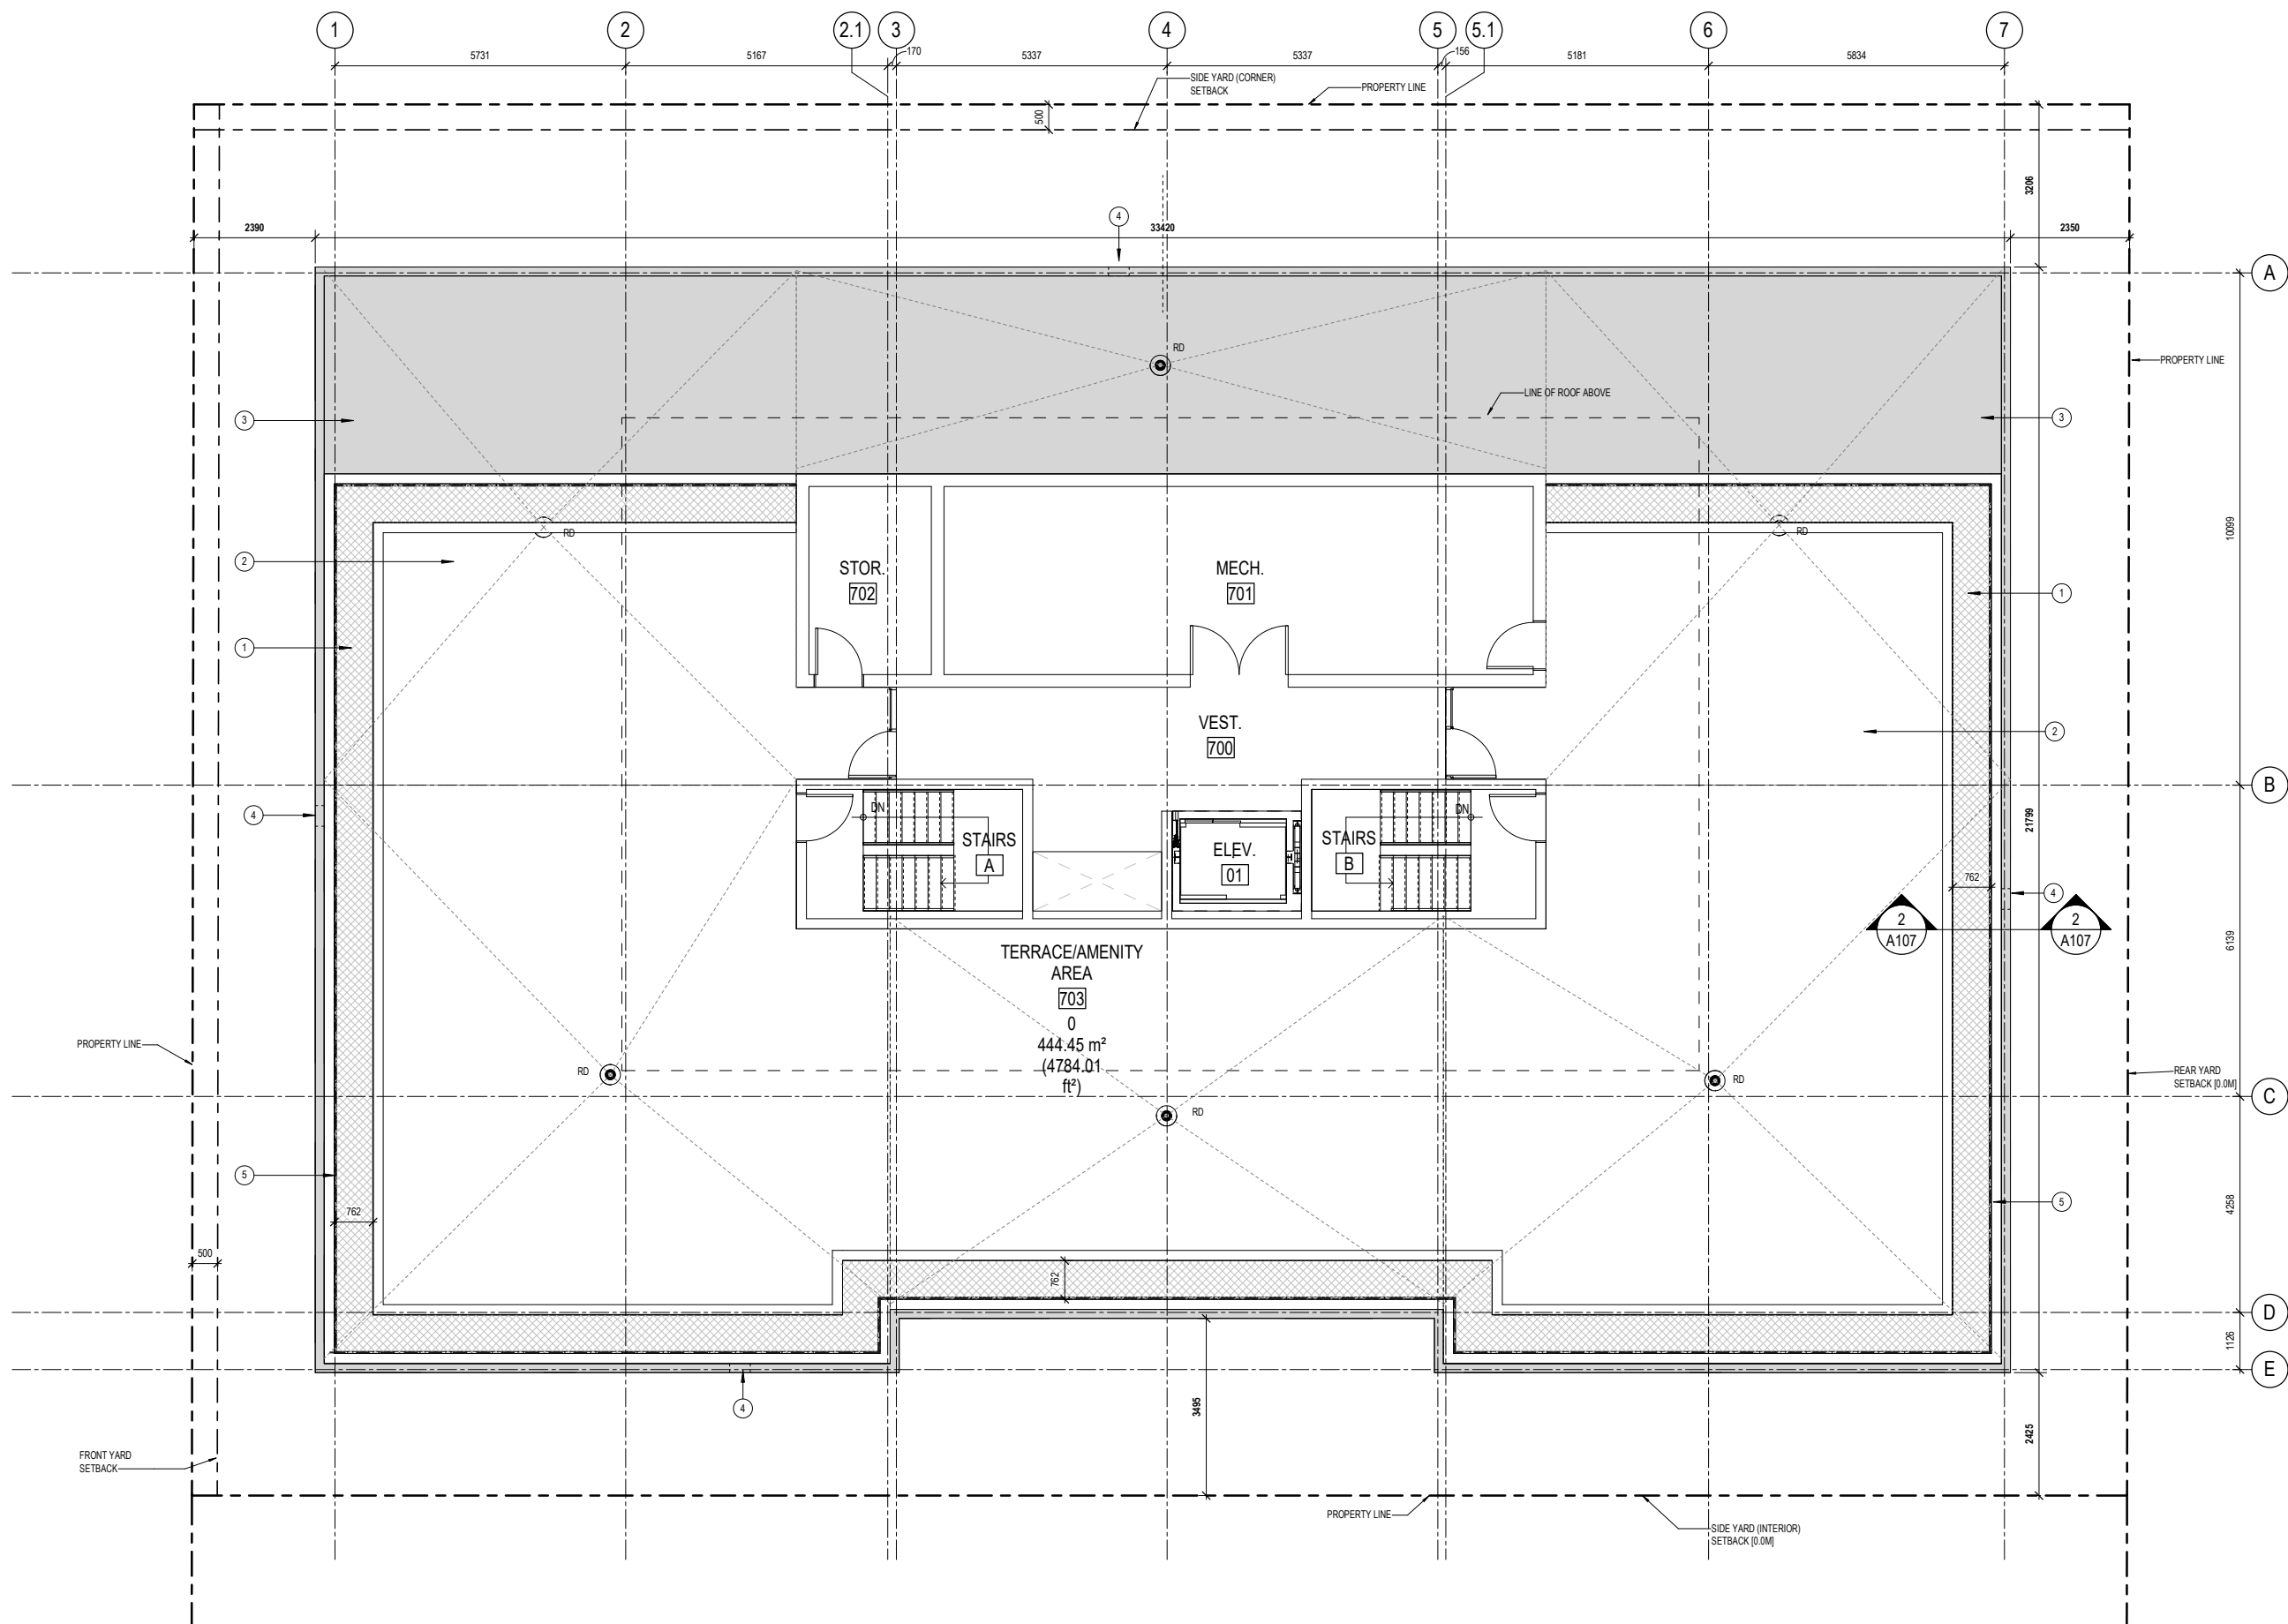 1 2 2.1 3 4 5 5.1 6 7
5731 5167 170 5337 5337 156 5181 5834
SIDE YARD (CORNER)
SETBACK
PROPERTY LINE
500
3206
4
2390 33420 2350
A
RD
PROPERTY LINE
LINE OF ROOF ABOVE
3 3
RD RD
10099
2
STOR.
702
MECH.
701
1
1
VEST.
700
2
B
4
DN DN
STAIRS
A
ELEV.
01
STAIRS
B
21799
762
4
2
A107
2
A107
6139
TERRACE/AMENITY
AREA
703
0
444.45 m²
(4784.01
ft²)
PROPERTY LINE
RD RD
REAR YARD
SETBACK [0.0M]
C
RD
5
5
4258
762
500
762
D
1126
E
4
3495
2425
FRONT YARD
SETBACK
PROPERTY LINE
SIDE YARD (INTERIOR)
SETBACK [0.0M]